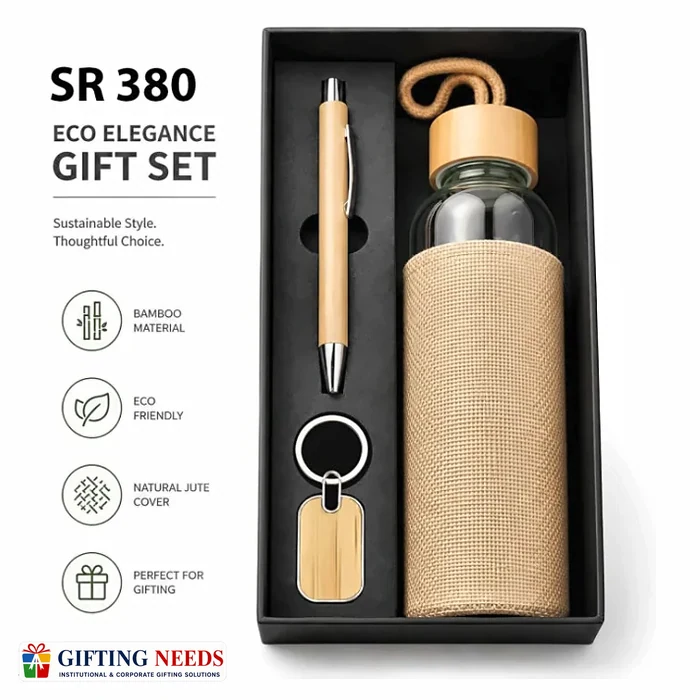 SR 380
ECO ELEGANCE
GIFT SET
Sustainable Style.
Thoughtful Choice.
BAMBOO
MATERIAL
ECO
FRIENDLY
NATURAL JUTE
COVER
PERFECT FOR
GIFTING
GIFTING NEEDS
INSTITUTIONAL & CORPORATE GIFTING SOLUTIONS